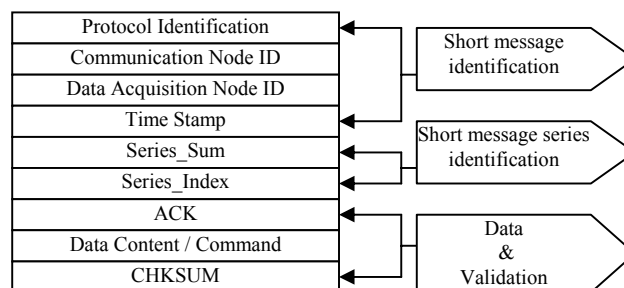 Protocol Identification
Communication Node ID
Data Acquisition Node ID
Time Stamp
Series_Sum
Series_Index
ACK
Data Content / Command
CHKSUM
Short message
identification
Short message series
identification
Data
&
Validation